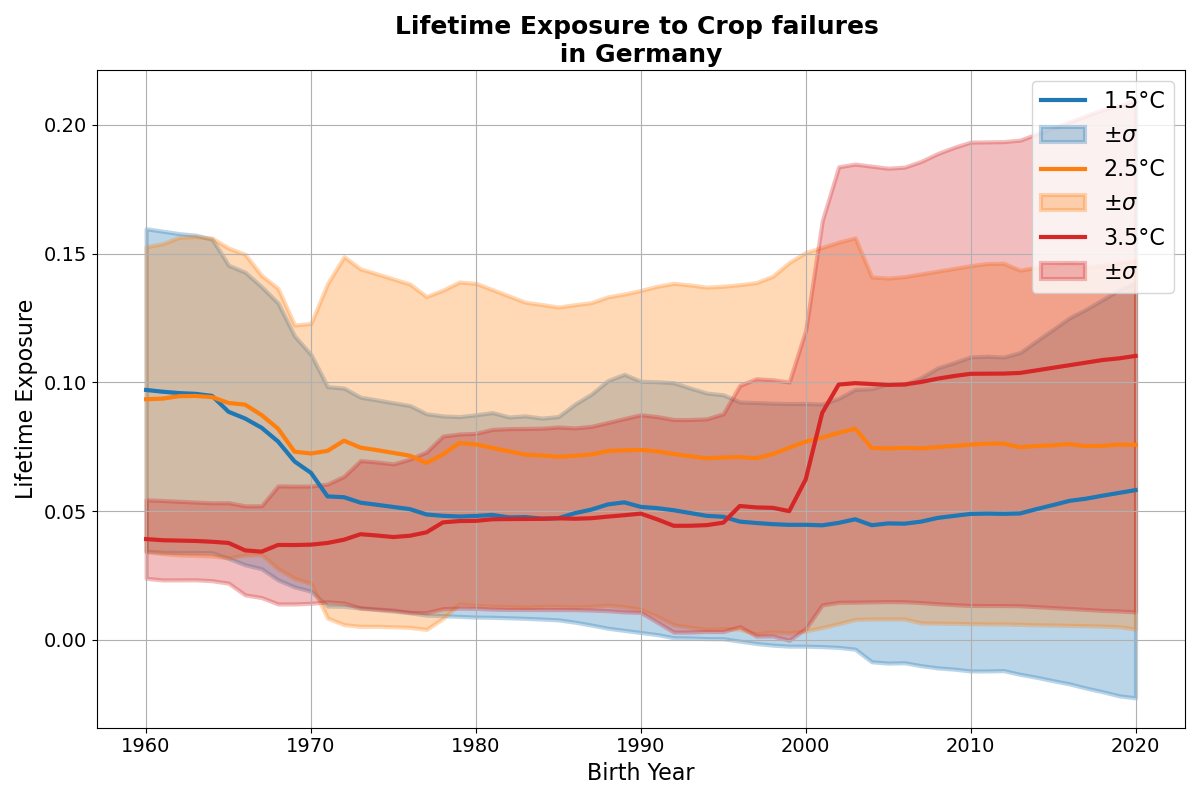 Lifetime Exposure to Crop failures
in Germany
Lifetime Exposure
0.20
0.15
0.10
0.05
0.00
1960
1970
1980
1990
2000
2010
2020
Birth Year
1.5°C
±σ
2.5°C
±σ
3.5°C
±σ